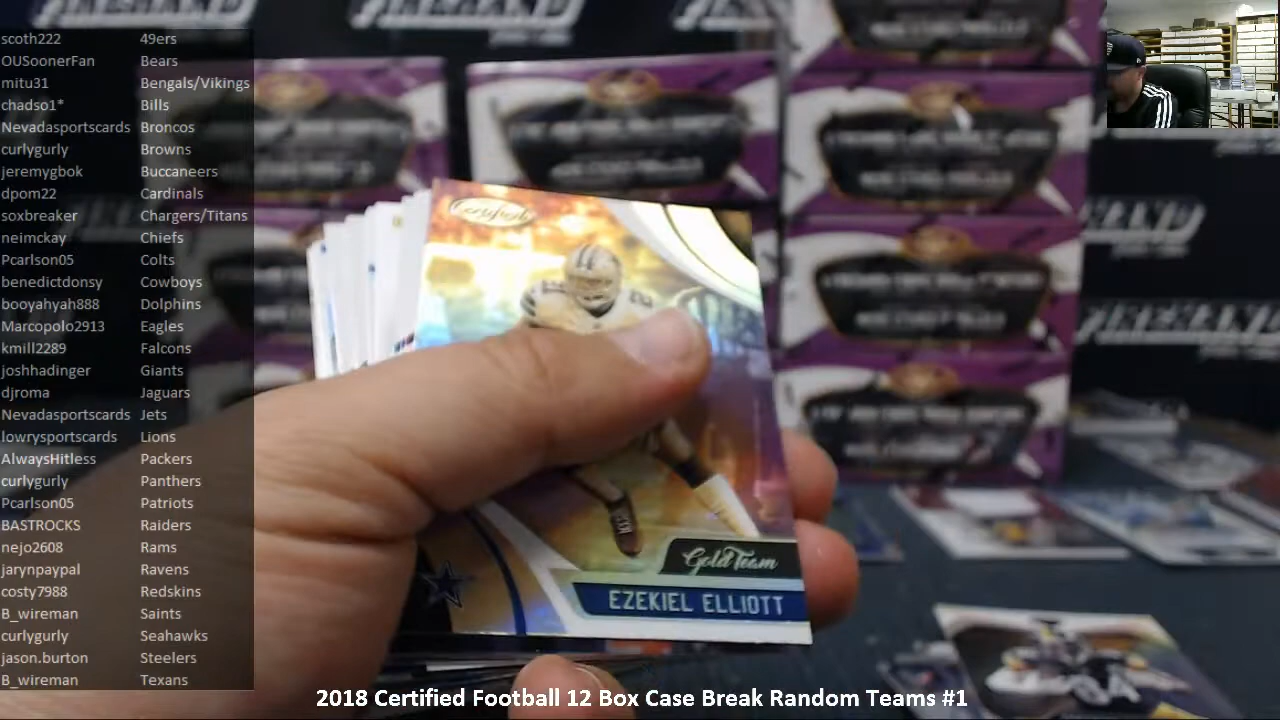 scoth222 49ers
OUSoonerFan Bears
mitu31 Bengals/Vikings
chadso1* Bills
Nevadasportscards Broncos
curlygurly Browns
jeremygbok Buccaneers
dpom22 Cardinals
soxbreaker Chargers/Titans
neimckay Chiefs
Pcarlson05 Colts
benedictdonsy Cowboys
booyahyah888 Dolphins
Marcopolo2913 Eagles
kmill2289 Falcons
joshhadinger Giants
djroma Jaguars
Nevadasportscards Jets
lowrysportscards Lions
AlwaysHitless Packers
curlygurly Panthers
Pcarlson05 Patriots
BASTROCKS Raiders
nejo2608 Rams
jarynpaypal Ravens
costy7988 Redskins
B_wireman Saints
curlygurly Seahawks
jason.burton Steelers
B_wireman Texans
Certified
Gold Team
EZEKIEL ELLIOTT
2018 Certified Football 12 Box Case Break Random Teams #1